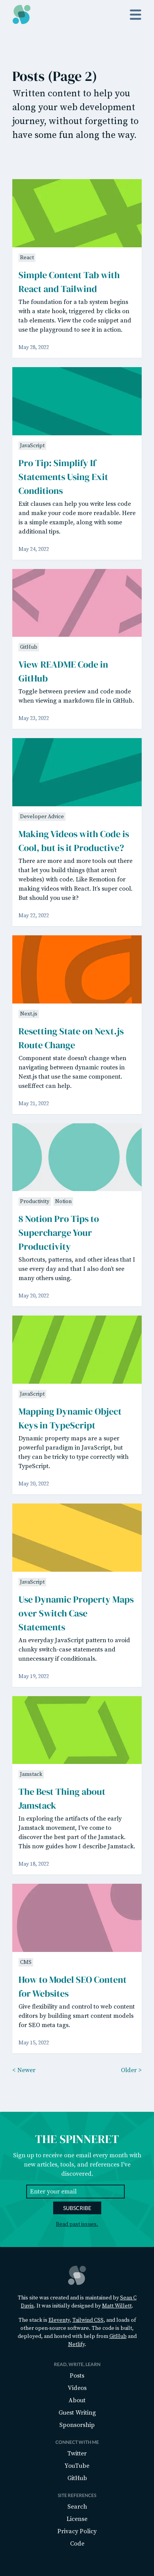 Posts (Page 2)
Written content to help you
along your web development
journey, without forgetting to
have some fun along the way.
React
Simple Content Tab with
React and Tailwind
The foundation for a tab system begins
with a state hook, triggered by clicks on
tab elements. View the code snippet and
use the playground to see it in action.
May 28, 2022
JavaScript
Pro Tip: Simplify If
Statements Using Exit
Conditions
Exit clauses can help you write less code
and make your code more readable. Here
is a simple example, along with some
additional tips.
May 24, 2022
GitHub
View README Code in
GitHub
Toggle between preview and code mode
when viewing a markdown file in GitHub.
May 23, 2022
Developer Advice
Making Videos with Code is
Cool, but is it Productive?
There are more and more tools out there
that let you build things (that aren't
websites) with code. Like Remotion for
making videos with React. It's super cool.
But should you use it?
May 22, 2022
Next.js
Resetting State on Next.js
Route Change
Component state doesn't change when
navigating between dynamic routes in
Next.js that use the same component.
useEffect can help.
May 21, 2022
Productivity
Notion
8 Notion Pro Tips to
Supercharge Your
Productivity
Shortcuts, patterns, and other ideas that I
use every day and that I also don't see
many others using.
May 20, 2022
JavaScript
Mapping Dynamic Object
Keys in TypeScript
Dynamic property maps are a super
powerful paradigm in JavaScript, but
they can be tricky to type correctly with
TypeScript.
May 20, 2022
JavaScript
Use Dynamic Property Maps
over Switch Case
Statements
An everyday JavaScript pattern to avoid
clunky switch-case statements and
unnecessary if conditionals.
May 19, 2022
Jamstack
The Best Thing about
Jamstack
In exploring the artifacts of the early
Jamstack movement, I've come to
discover the best part of the Jamstack.
This now guides how I describe Jamstack.
May 18, 2022
CMS
How to Model SEO Content
for Websites
Give flexibility and control to web content
editors by building smart content models
for SEO meta tags.
May 15, 2022
< Newer
Older >
THE SPINNERET
Sign up to receive one email every month with
new articles, tools, and references I've
discovered.
Enter your email
SUBSCRIBE
Read past issues.
This site was created and is maintained by Sean C
Davis. It was initially designed by Matt Willett.
The stack is Eleventy, Tailwind CSS, and loads of
other open-source software. The code is built,
deployed, and hosted with help from GitHub and
Netlify.
READ, WRITE, LEARN
Posts
Videos
About
Guest Writing
Sponsorship
CONNECT WITH ME
Twitter
YouTube
GitHub
SITE REFERENCES
Search
License
Privacy Policy
Code